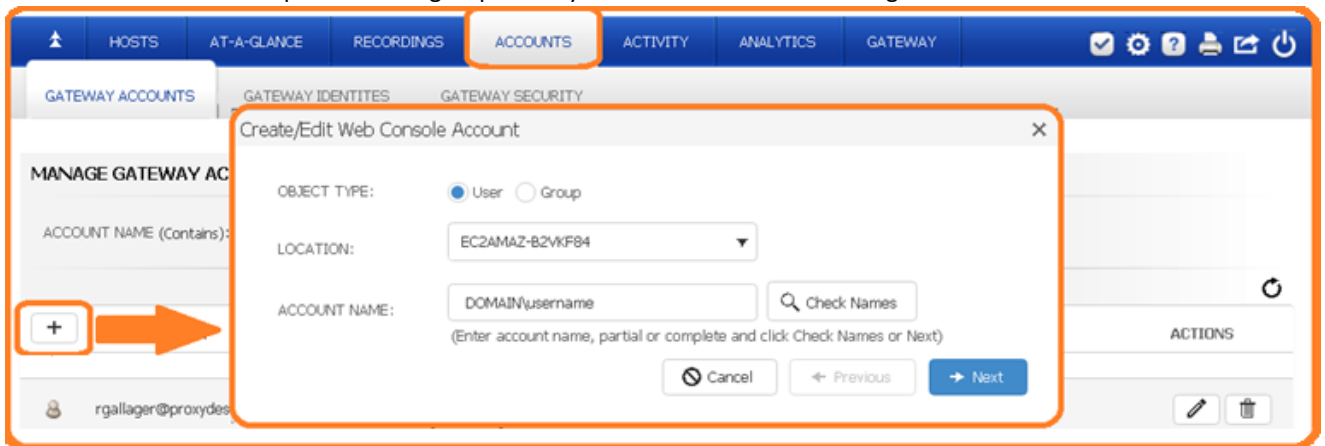 HOSTS AT-A-GLANCE RECORDINGS ACCOUNTS ACTIVITY ANALYTICS GATEWAY
GATEWAY ACCOUNTS GATEWAY IDENTITES GATEWAY SECURITY
Create/Edit Web Console Account
MANAGE GATEWAY AC
OBJECT TYPE: User Group
ACCOUNT NAME (Contains):
LOCATION: EC2AMAZ-B2VKF84
ACCOUNT NAME: DOMAIN\username Check Names
(Enter account name, partial or complete and click Check Names or Next)
+ ACTIONS
Cancel Previous Next
rgallager@proxydes